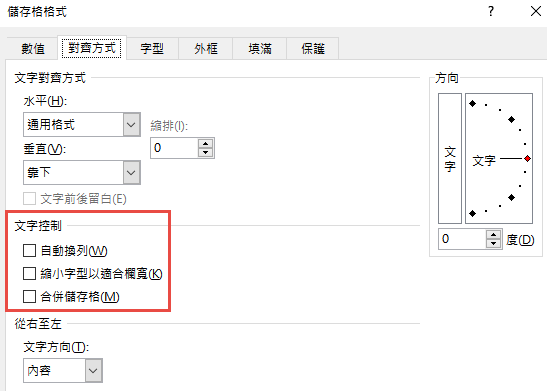 儲存格格式 ?
數值 對齊方式 字型 外框 填滿 保護
文字對齊方式
水平(H):
通用格式
縮排(I):
垂直(V):
0
靠下
文字前後留白(E)
文字控制
自動換列(W)
縮小字型以適合欄寬(K)
合併儲存格(M)
從右至左
文字方向(T):
內容
方向
文字
文字
0 度(D)